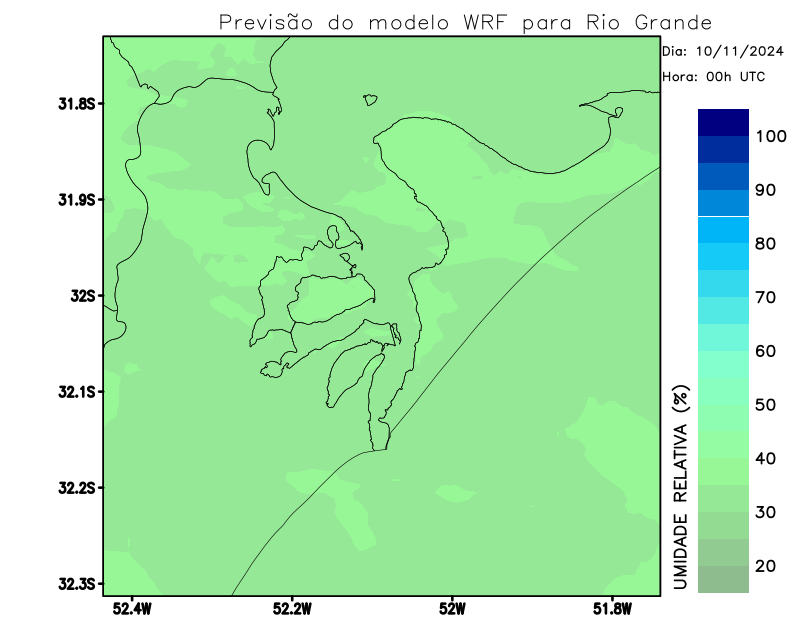 Previsão do modelo WRF para Rio Grande
Dia: 10/11/2024
Hora: 00h UTC
31.8S
31.9S
32S
32.1S
32.2S
32.3S
52.4W
52.2W
52W
51.8W
100
90
80
70
60
50
40
30
20
UMIDADE RELATIVA (%)